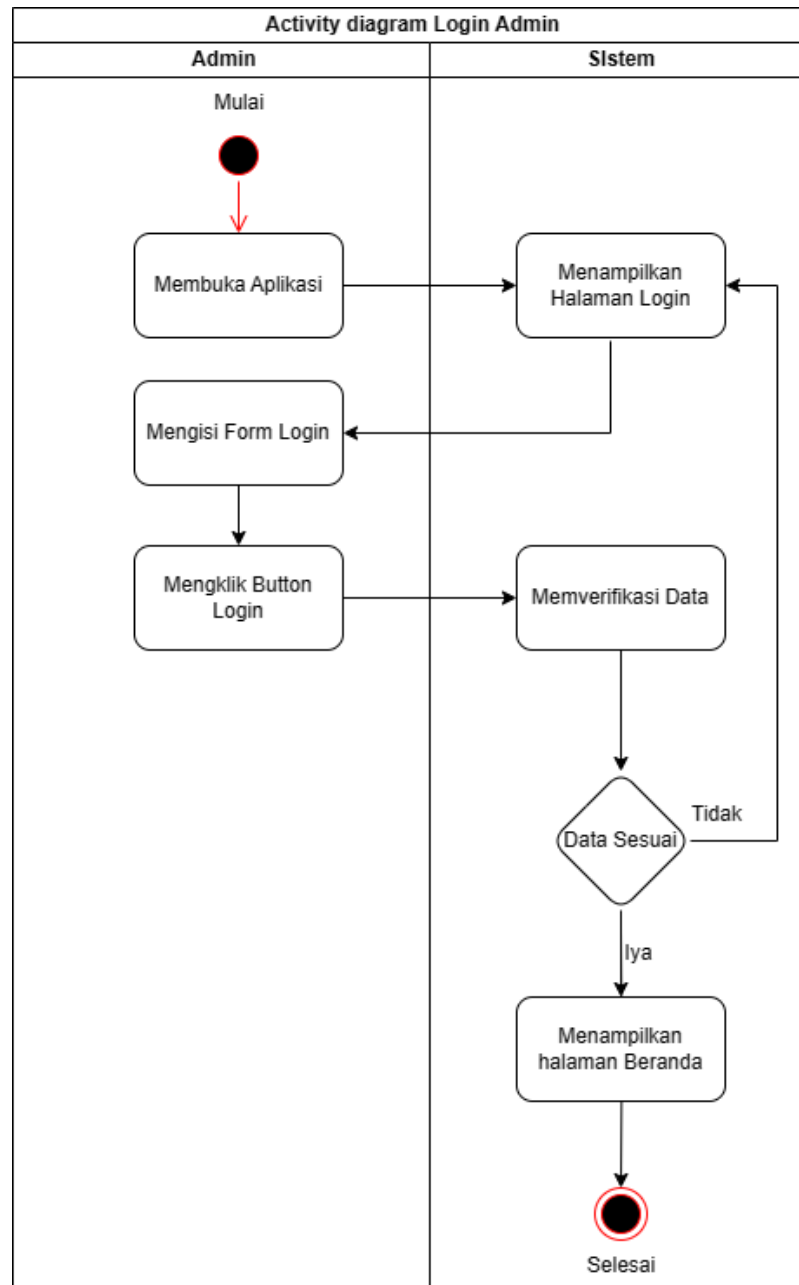 Activity diagram Login Admin
Admin
SIstem
Mulai
Membuka Aplikasi
Menampilkan
Halaman Login
Mengisi Form Login
Mengklik Button
Login
Memverifikasi Data
Data Sesuai
Tidak
Iya
Menampilkan
halaman Beranda
Selesai